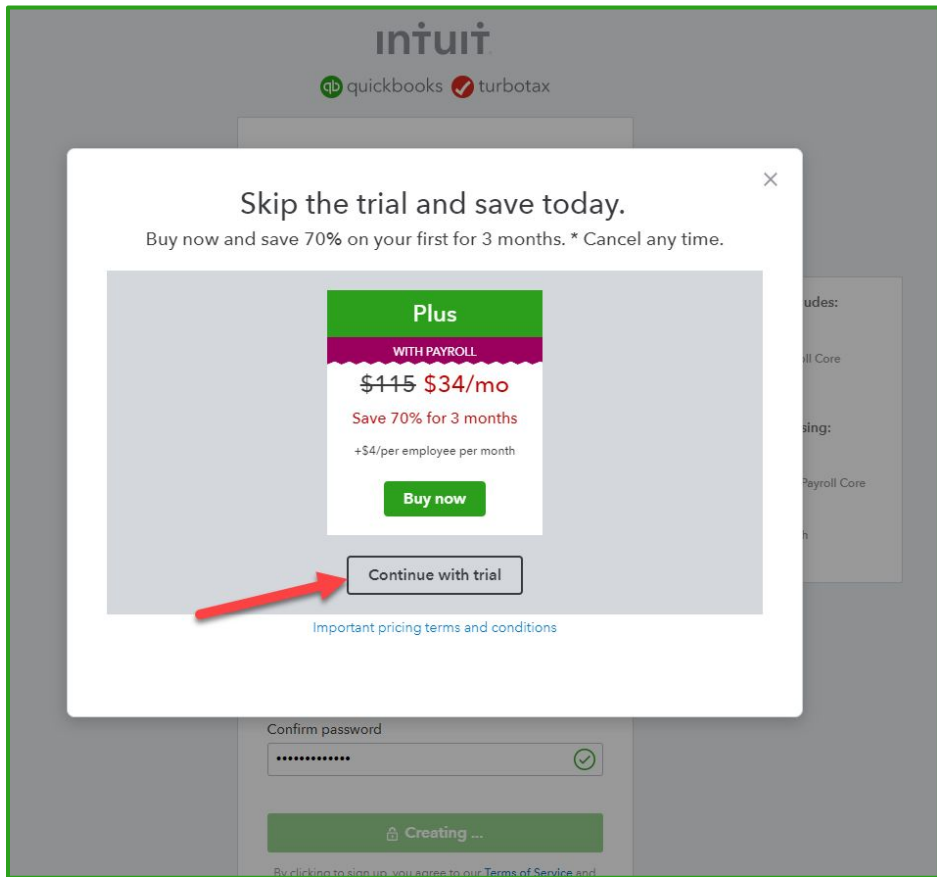 intuit
qb quickbooks turbotax
Skip the trial and save today.
Buy now and save 70% on your first for 3 months. * Cancel any time.
Plus
WITH PAYROLL
$115 $34/mo
Save 70% for 3 months
+$4/per employee per month
Buy now
Continue with trial
Important pricing terms and conditions
udes:
oll Core
sing:
Payroll Core
h
Confirm password
Creating ...
By clicking to sign up, you agree to our Terms of Service and